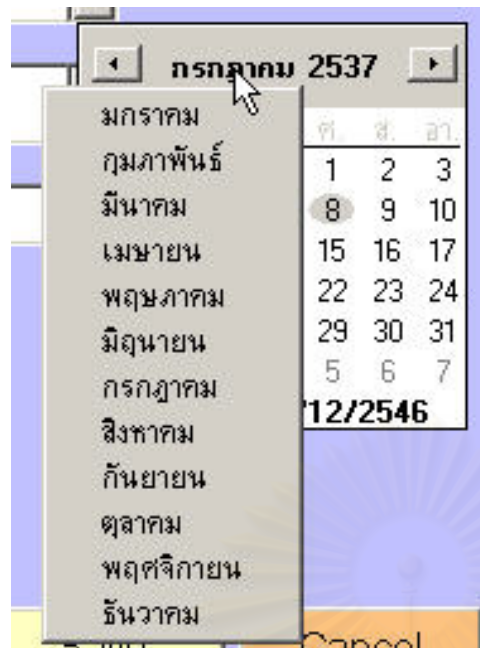 กรกฎาคม 2537
ศ. ส. อา.
1 2 3
8 9 10
15 16 17
22 23 24
29 30 31
5 6 7
/12/2546
มกราคม
กุมภาพันธ์
มีนาคม
เมษายน
พฤษภาคม
มิถุนายน
กรกฎาคม
สิงหาคม
กันยายน
ตุลาคม
พฤศจิกายน
ธันวาคม
Cancel